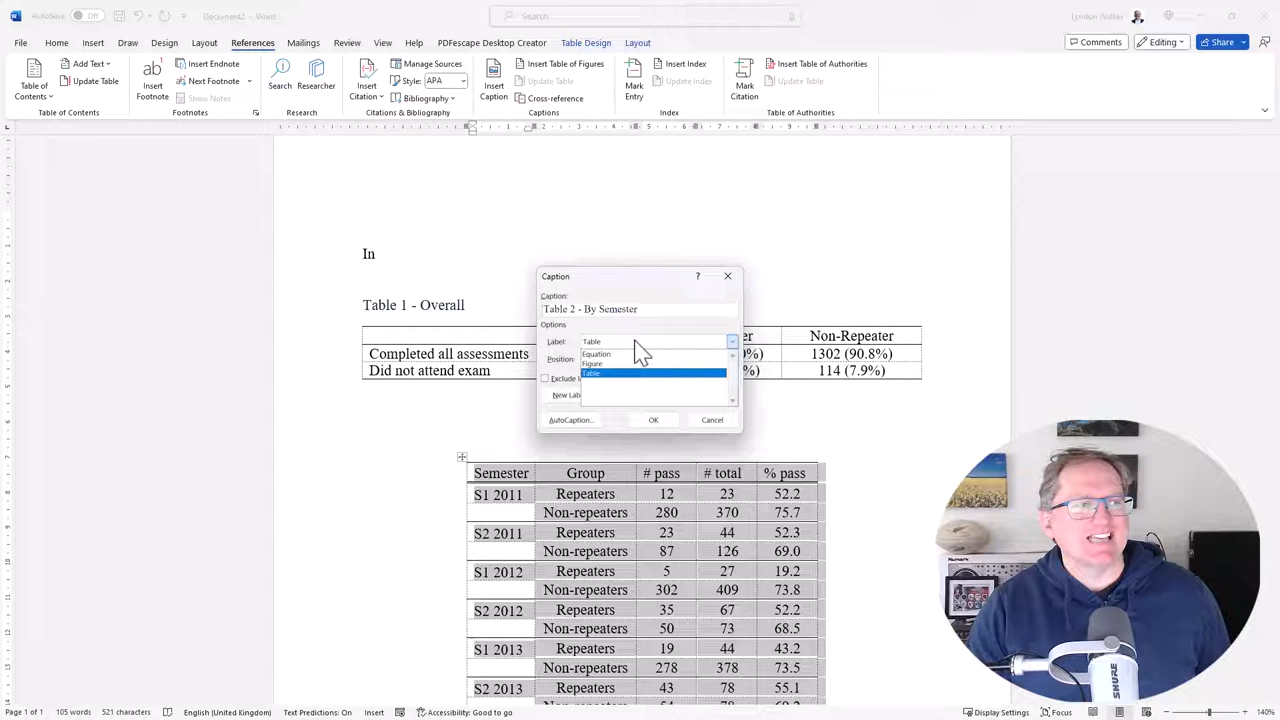 AutoSave Off Document2 - Word Search Lyndon Walker
File Home Insert Draw Design Layout References Mailings Review View Help PDFescape Desktop Creator Table Design Layout Comments Editing Share
Table of Contents Add Text Update Table
Table of Contents
Insert Footnote Insert Endnote Next Footnote Show Notes
Footnotes
Search Researcher
Research
Insert Citation Manage Sources Style: APA Bibliography
Citations & Bibliography
Insert Caption Insert Table of Figures Update Table Cross-reference
Captions
Mark Entry Insert Index Update Index
Index
Mark Citation Insert Table of Authorities Update Table
Table of Authorities
In
Table 1 - Overall
Non-Repeater
Completed all assessments 1302 (90.8%)
Did not attend exam 114 (7.9%)
Caption ?
Caption:
Table 2 - By Semester
Options
Label: Table
Equation
Position: Figure
Table
Exclude
New Lab
AutoCaption... OK Cancel
Semester Group # pass # total % pass
S1 2011 Repeaters 12 23 52.2
Non-repeaters 280 370 75.7
S2 2011 Repeaters 23 44 52.3
Non-repeaters 87 126 69.0
S1 2012 Repeaters 5 27 19.2
Non-repeaters 302 409 73.8
S2 2012 Repeaters 35 67 52.2
Non-repeaters 50 73 68.5
S1 2013 Repeaters 19 44 43.2
Non-repeaters 278 378 73.5
S2 2013 Repeaters 43 78 55.1
SHURE
Page 1 of 1 105 words 521 characters English (United Kingdom) Text Predictions: On Insert Accessibility: Good to go Display Settings Focus 140%